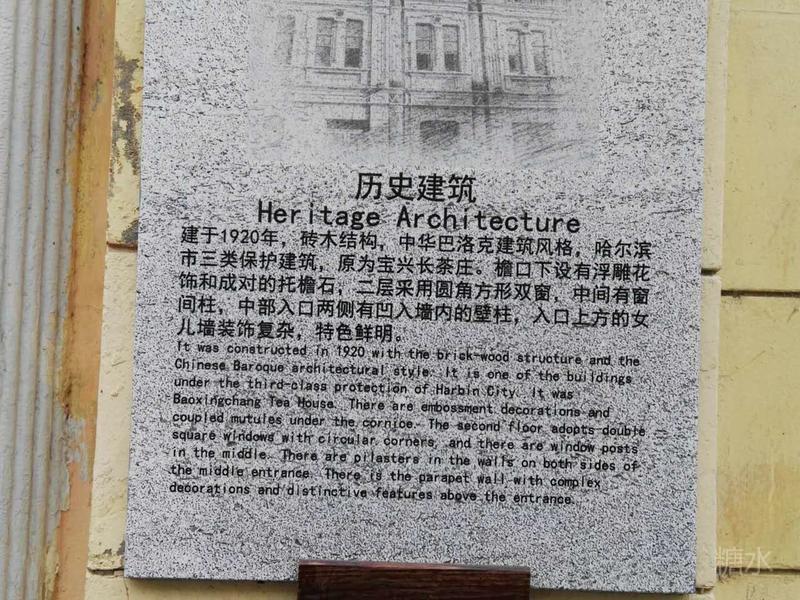 历史建筑
Heritage Architecture
建于1920年，砖木结构，中华巴洛克建筑风格，哈尔滨
市三类保护建筑，原为宝兴长茶庄。檐口下设有浮雕花
饰和成对的托檐石，二层采用圆角方形双窗，中间有窗
间柱，中部入口两侧有凹入墙内的壁柱，入口上方的女
儿墙装饰复杂，特色鲜明。
It was constructed in 1920 with the brick-wood structure and the
Chinese Baroque architectural style. It is one of the buildings
under the third-class protection of Harbin City. It was
Baoxingchang Tea House. There are embossment decorations and
coupled mutules under the cornice. The second floor adopts double
square windows with circular corners, and there are window posts
in the middle. There are pilasters in the walls on both sides of
the middle entrance. There is the parapet wall with complex
decorations and distinctive features above the entrance.
糖水